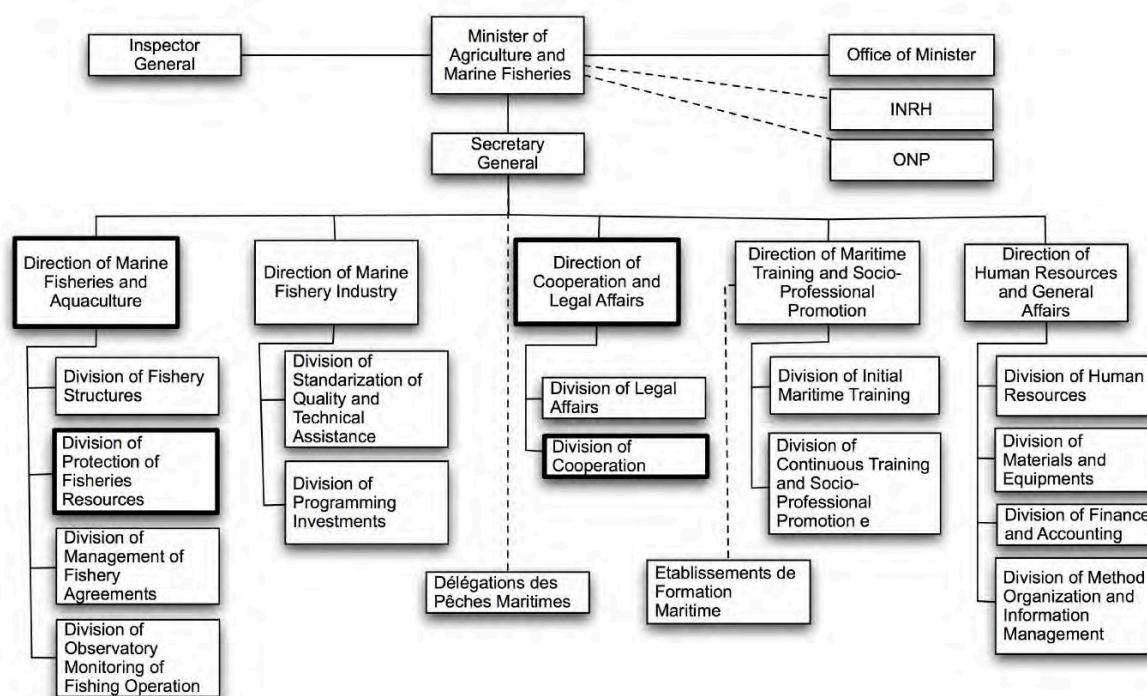 Inspector
General
Minister of
Agriculture and
Marine Fisheries
Office of Minister
INRH
ONP
Secretary
General
Direction of Marine
Fisheries and
Aquaculture
Division of Fishery
Structures
Division of
Protection of
Fisheries
Resources
Division of
Management of
Fishery
Agreements
Division of
Observatory
Monitoring of
Fishing Operation
Direction of Marine
Fishery Industry
Division of
Standarization of
Quality and
Technical
Assistance
Division of
Programming
Investments
Délégations des
Pêches Maritimes
Direction of
Cooperation and
Legal Affairs
Division of Legal
Affairs
Division of
Cooperation
Direction of Maritime
Training and Socio-
Professional
Promotion
Division of Initial
Maritime Training
Division of
Continuous Training
and Socio-
Professional
Promotion e
Etablissements de
Formation
Maritime
Direction of
Human Resources
and General
Affairs
Division of Human
Resources
Division of
Materials and
Equipments
Division of Finance
and Accounting
Division of Method
Organization and
Information
Management